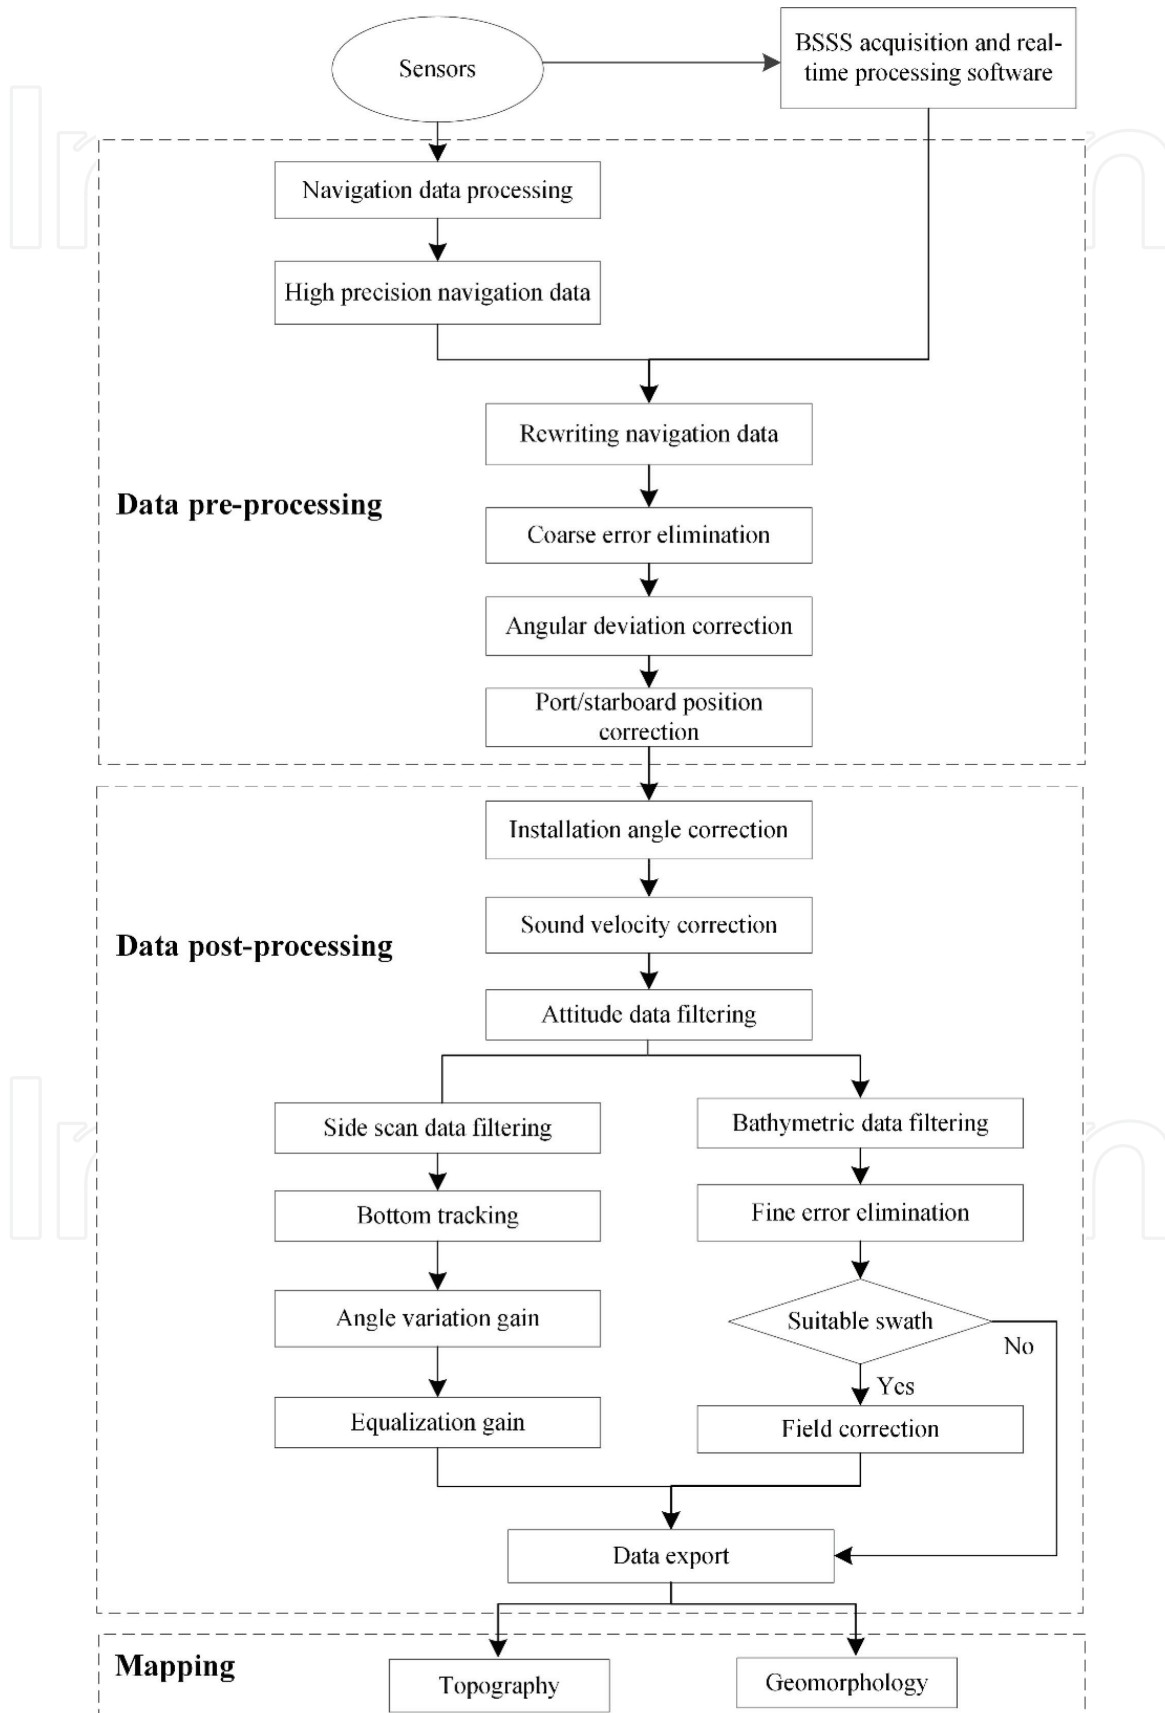 Sensors
BSSS acquisition and real-
time processing software
Navigation data processing
High precision navigation data
Rewriting navigation data
Data pre-processing
Coarse error elimination
Angular deviation correction
Port/starboard position
correction
Installation angle correction
Sound velocity correction
Data post-processing
Attitude data filtering
Side scan data filtering
Bathymetric data filtering
Bottom tracking
Fine error elimination
Angle variation gain
Suitable swath
No
Yes
Equalization gain
Field correction
Data export
Mapping
Topography
Geomorphology